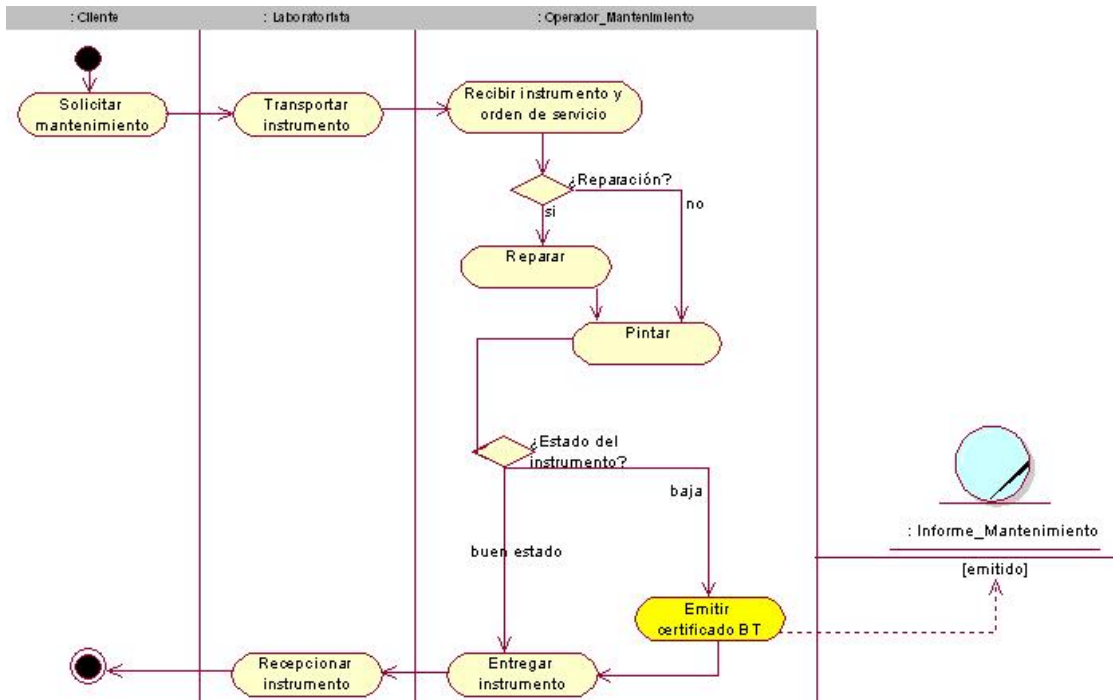 : Cliente
: Laboratorista
: Operador_Mantenimiento
Solicitar
mantenimiento
Transportar
instrumento
Recibir instrumento y
orden de servicio
¿Reparación?
si
no
Reparar
Pintar
¿Estado del
instrumento?
baja
buen estado
: Informe_Mantenimiento
[emitido]
Emitir
certificado BT
Recepcionar
instrumento
Entregar
instrumento